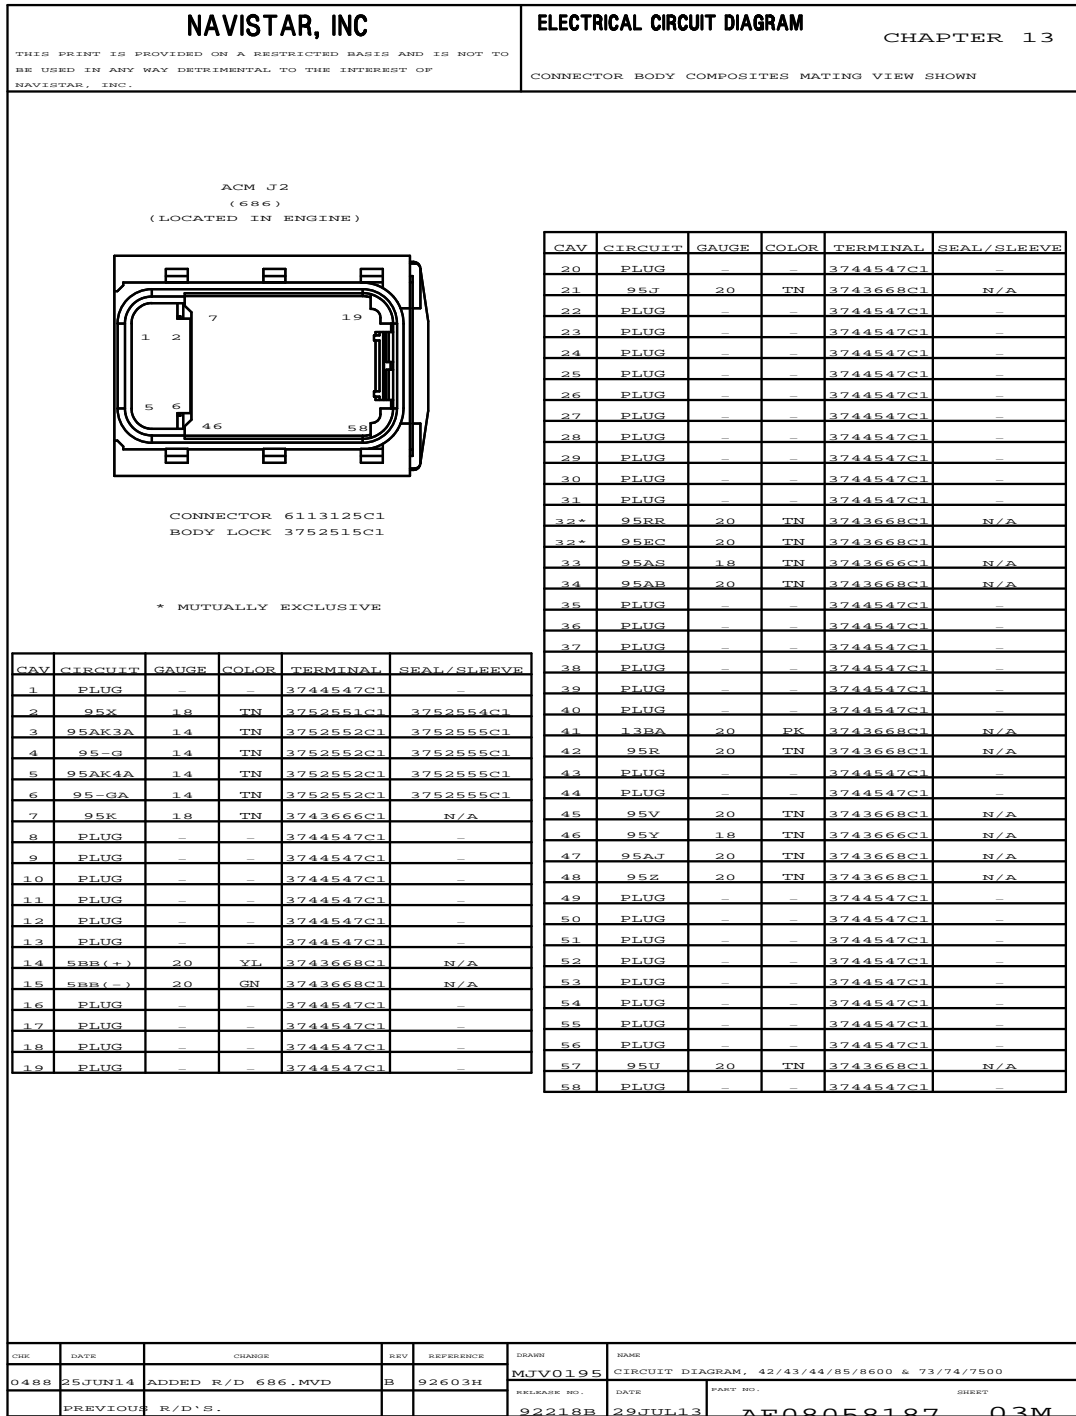 NAVISTAR, INC
THIS PRINT IS PROVIDED ON A RESTRICTED BASIS AND IS NOT TO
BE USED IN ANY WAY DETRIMENTAL TO THE INTEREST OF
NAVISTAR, INC.
ELECTRICAL CIRCUIT DIAGRAM
CHAPTER 13
CONNECTOR BODY COMPOSITES MATING VIEW SHOWN
ACM J2
(686)
(LOCATED IN ENGINE)
7 19
1 2
5 6
46 58
CONNECTOR 6113125C1
BODY LOCK 3752515C1
* MUTUALLY EXCLUSIVE
CAV CIRCUIT GAUGE COLOR TERMINAL SEAL/SLEEVE
1 PLUG – – 3744547C1 –
2 95X 18 TN 3752551C1 3752554C1
3 95AK3A 14 TN 3752552C1 3752555C1
4 95-G 14 TN 3752552C1 3752555C1
5 95AK4A 14 TN 3752552C1 3752555C1
6 95-GA 14 TN 3752552C1 3752555C1
7 95K 18 TN 3743666C1 N/A
8 PLUG – – 3744547C1 –
9 PLUG – – 3744547C1 –
10 PLUG – – 3744547C1 –
11 PLUG – – 3744547C1 –
12 PLUG – – 3744547C1 –
13 PLUG – – 3744547C1 –
14 5BB(+) 20 YL 3743668C1 N/A
15 5BB(-) 20 GN 3743668C1 N/A
16 PLUG – – 3744547C1 –
17 PLUG – – 3744547C1 –
18 PLUG – – 3744547C1 –
19 PLUG – – 3744547C1 –
CAV CIRCUIT GAUGE COLOR TERMINAL SEAL/SLEEVE
20 PLUG – – 3744547C1 –
21 95J 20 TN 3743668C1 N/A
22 PLUG – – 3744547C1 –
23 PLUG – – 3744547C1 –
24 PLUG – – 3744547C1 –
25 PLUG – – 3744547C1 –
26 PLUG – – 3744547C1 –
27 PLUG – – 3744547C1 –
28 PLUG – – 3744547C1 –
29 PLUG – – 3744547C1 –
30 PLUG – – 3744547C1 –
31 PLUG – – 3744547C1 –
32* 95RR 20 TN 3743668C1 N/A
32* 95EC 20 TN 3743668C1
33 95AS 18 TN 3743666C1 N/A
34 95AB 20 TN 3743668C1 N/A
35 PLUG – – 3744547C1 –
36 PLUG – – 3744547C1 –
37 PLUG – – 3744547C1 –
38 PLUG – – 3744547C1 –
39 PLUG – – 3744547C1 –
40 PLUG – – 3744547C1 –
41 13BA 20 PK 3743668C1 N/A
42 95R 20 TN 3743668C1 N/A
43 PLUG – – 3744547C1 –
44 PLUG – – 3744547C1 –
45 95V 20 TN 3743668C1 N/A
46 95Y 18 TN 3743666C1 N/A
47 95AJ 20 TN 3743668C1 N/A
48 95Z 20 TN 3743668C1 N/A
49 PLUG – – 3744547C1 –
50 PLUG – – 3744547C1 –
51 PLUG – – 3744547C1 –
52 PLUG – – 3744547C1 –
53 PLUG – – 3744547C1 –
54 PLUG – – 3744547C1 –
55 PLUG – – 3744547C1 –
56 PLUG – – 3744547C1 –
57 95U 20 TN 3743668C1 N/A
58 PLUG – – 3744547C1 –
CHK DATE CHANGE REV REFERENCE
0488 25JUN14 ADDED R/D 686.MVD B 92603H
PREVIOUS R/D'S.
DRAWN NAME
MJV0195 CIRCUIT DIAGRAM, 42/43/44/85/8600 & 73/74/7500
RELEASE NO. DATE PART NO. SHEET
92218B 29JUL13 AE08058187 03M